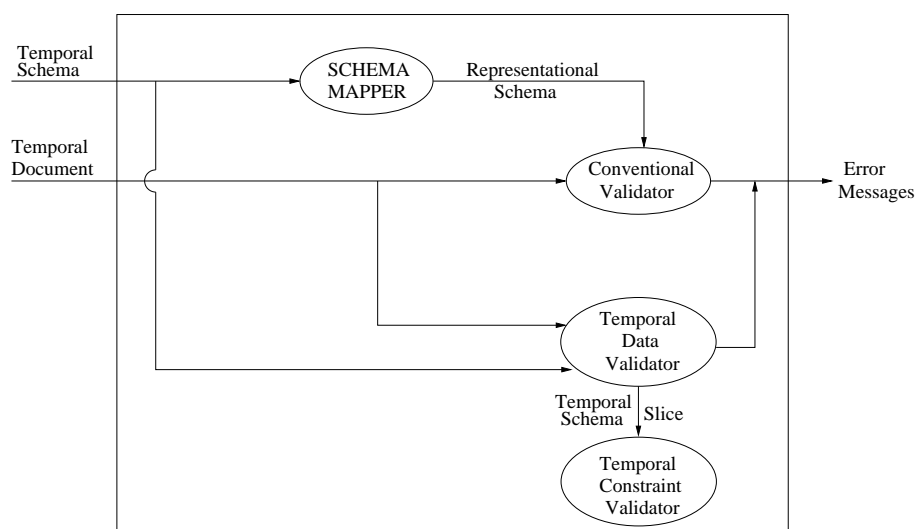 Temporal
Schema
SCHEMA
MAPPER
Representational
Schema
Temporal
Document
Conventional
Validator
Error
Messages
Temporal
Data
Validator
Temporal
Schema
Slice
Temporal
Constraint
Validator